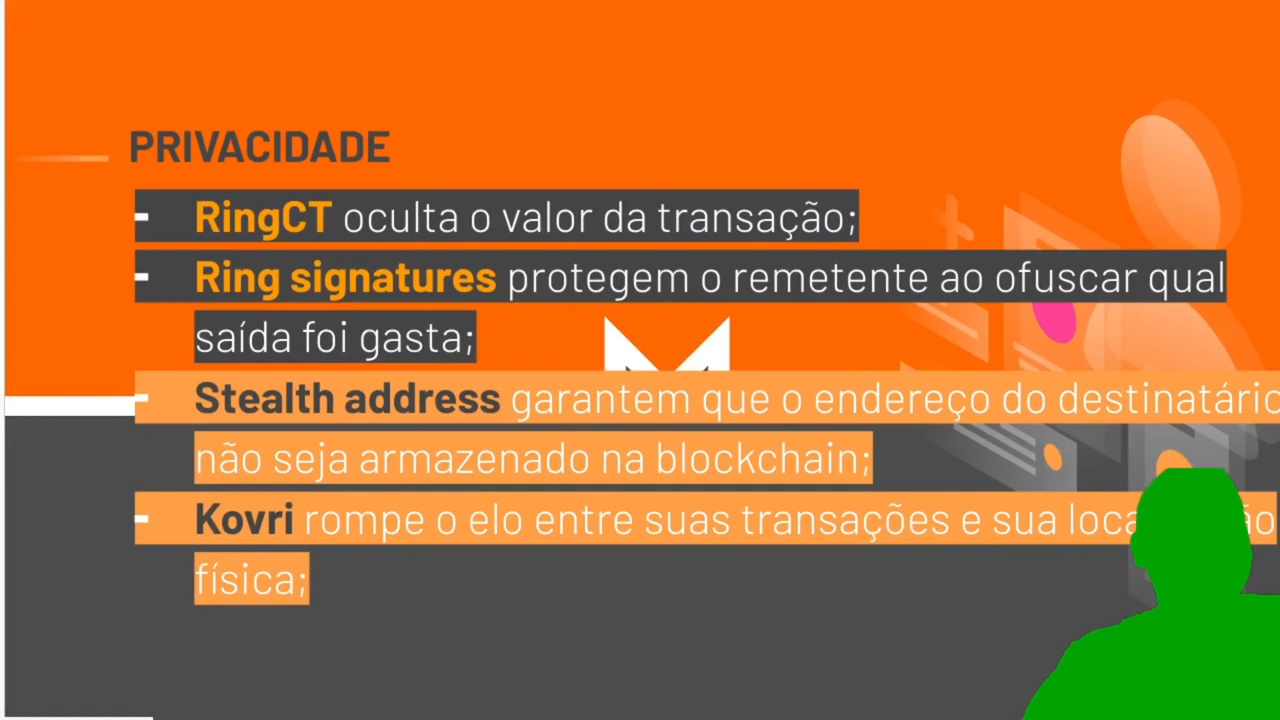 PRIVACIDADE
- RingCT oculta o valor da transação;
- Ring signatures protegem o remetente ao ofuscar qual
saída foi gasta;
- Stealth address garantem que o endereço do destinatário
não seja armazenado na blockchain;
- Kovri rompe o elo entre suas transações e sua
física;